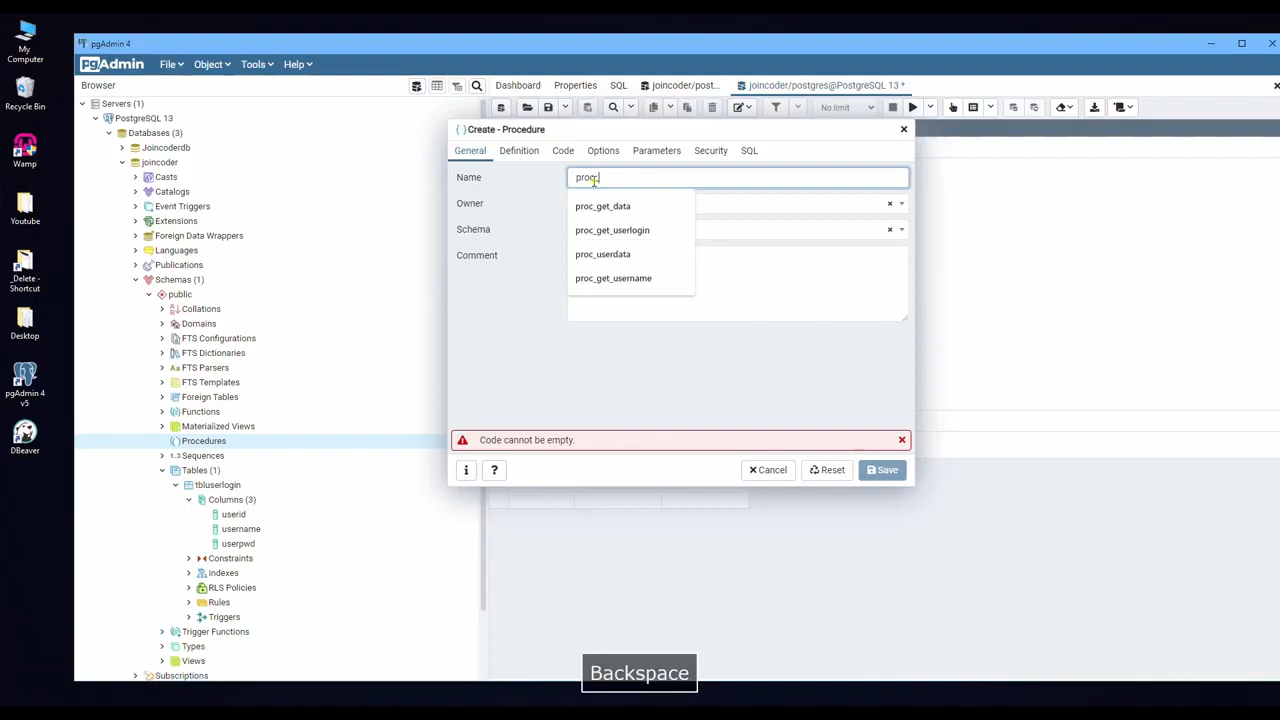 My Computer
Recycle Bin
Wamp
Youtube
_Delete - Shortcut
Desktop
pgAdmin 4 v5
DBeaver
pgAdmin 4
pgAdmin File Object Tools Help
Browser
Dashboard Properties SQL joincoder/post... joincoder/postgres@PostgreSQL 13 *
No limit
Servers (1)
PostgreSQL 13
Databases (3)
Joincoderdb
joincoder
Casts
Catalogs
Event Triggers
Extensions
Foreign Data Wrappers
Languages
Publications
Schemas (1)
public
Collations
Domains
FTS Configurations
FTS Dictionaries
FTS Parsers
FTS Templates
Foreign Tables
Functions
Materialized Views
Procedures
Sequences
Tables (1)
tbluserlogin
Columns (3)
userid
username
userpwd
Constraints
Indexes
RLS Policies
Rules
Triggers
Trigger Functions
Types
Views
Subscriptions
Create - Procedure
General Definition Code Options Parameters Security SQL
Name
Owner
proc_get_data
proc_get_userlogin
Schema
proc_userdata
Comment
proc_get_username
Code cannot be empty.
Cancel Reset Save
Backspace